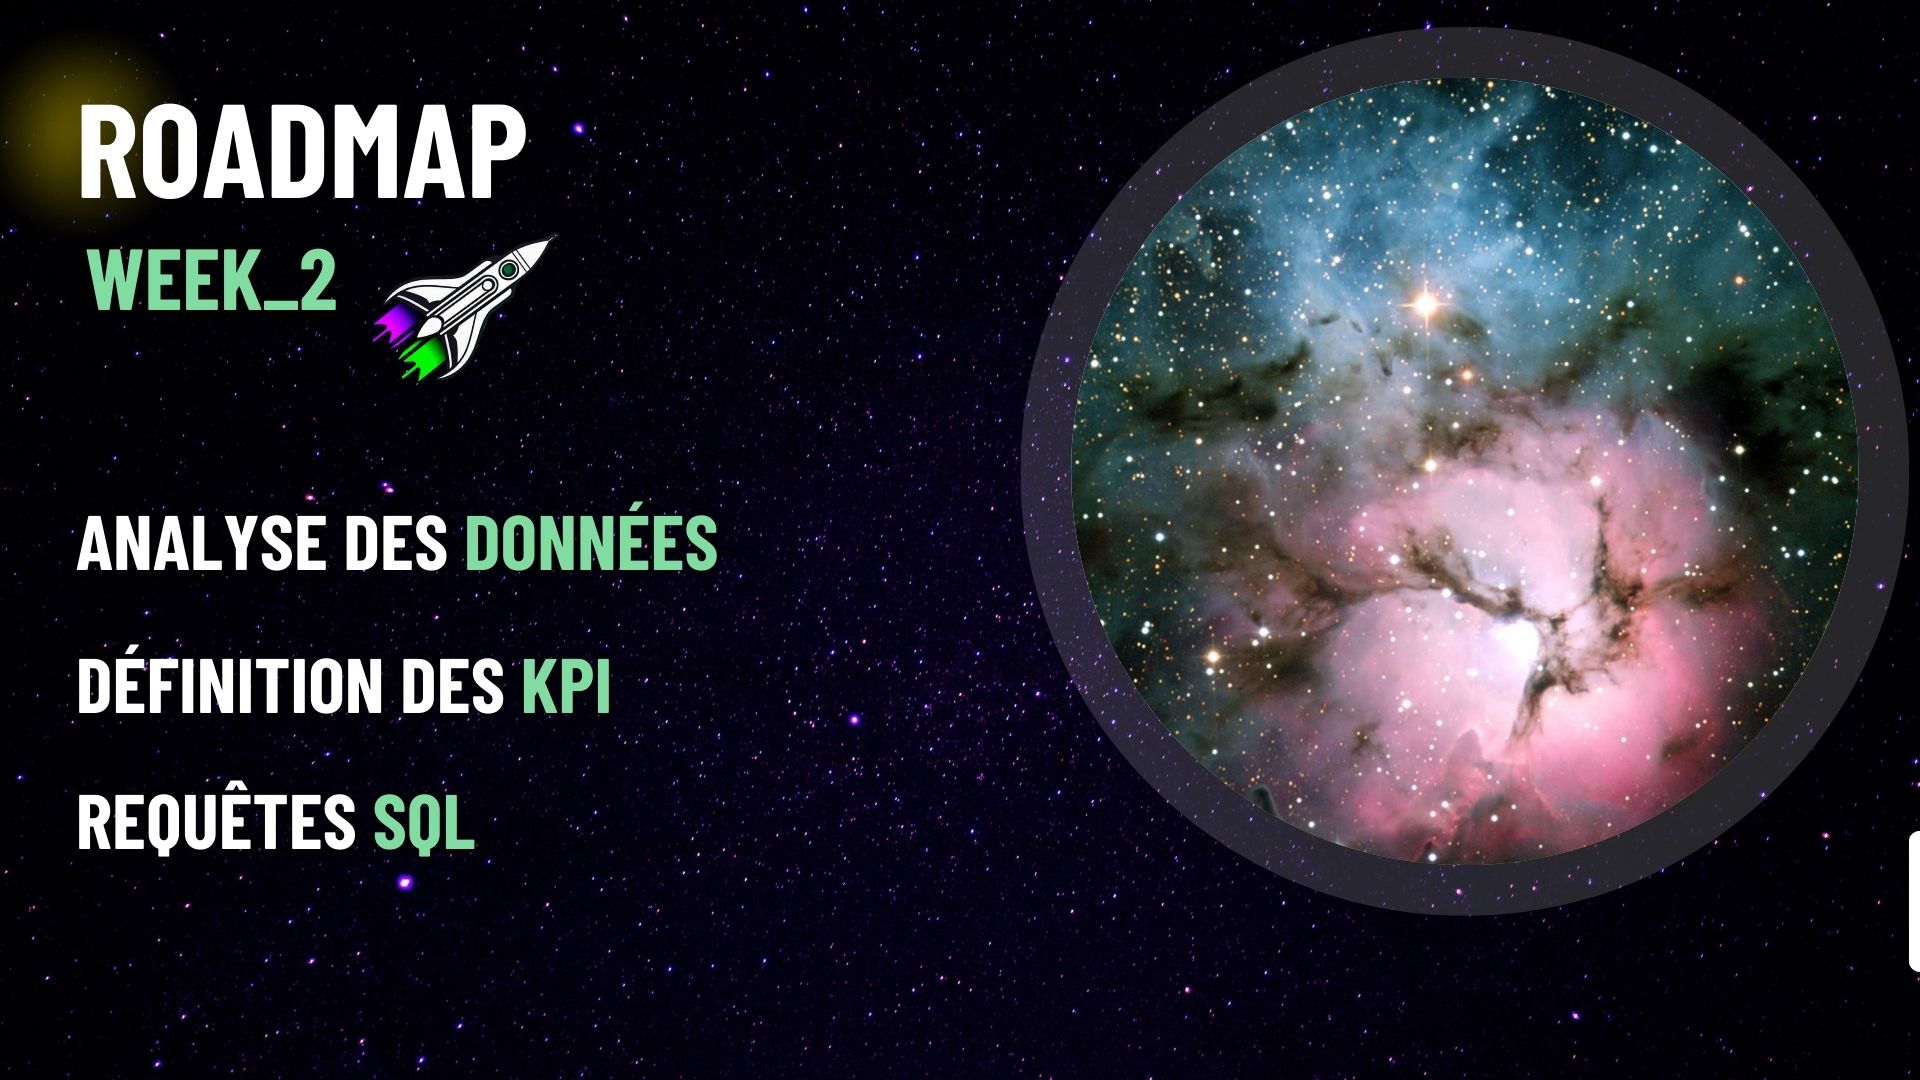 ROADMAP
WEEK_2
ANALYSE DES DONNÉES
DÉFINITION DES KPI
REQUÊTES SQL